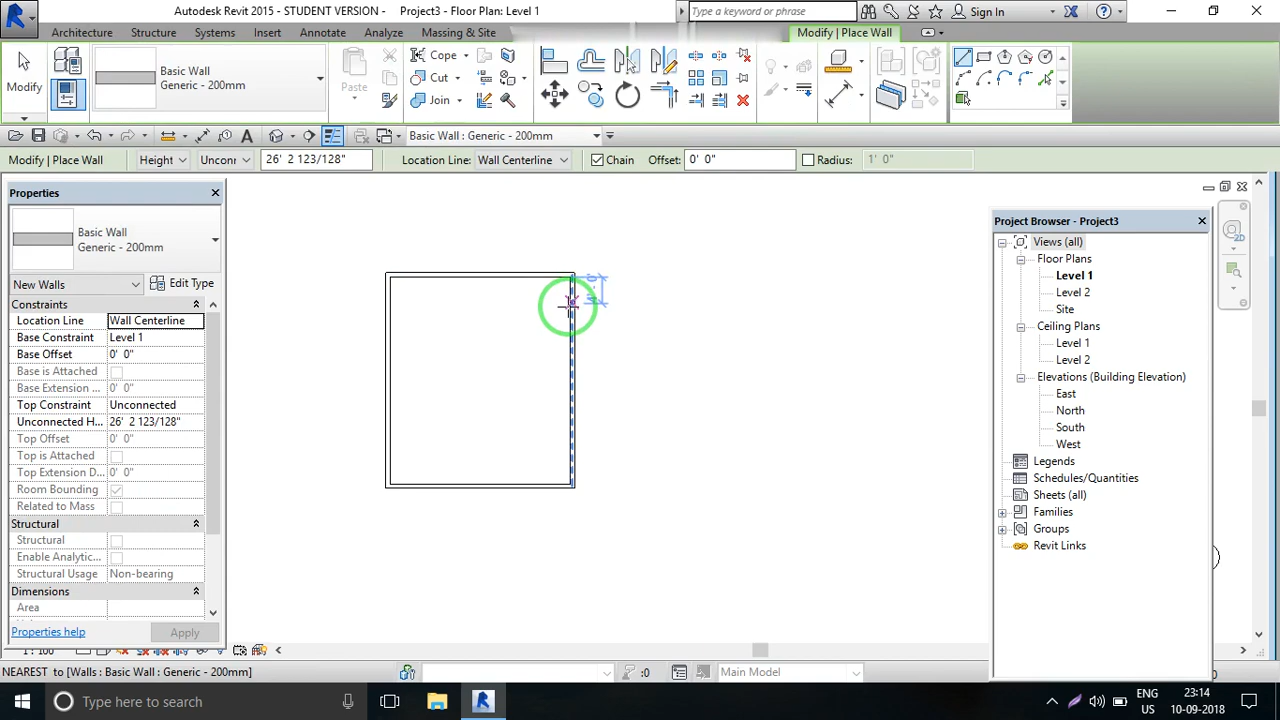 Autodesk Revit 2015 - STUDENT VERSION - Project3 - Floor Plan: Level 1
Type a keyword or phrase
Sign In
Architecture Structure Systems Insert Annotate Analyze Massing & Site Modify | Place Wall
Modify
Basic Wall
Generic - 200mm
Paste
Cope
Cut
Join
Basic Wall : Generic - 200mm
Modify | Place Wall Height Unconr 26' 2 123/128" Location Line: Wall Centerline Chain Offset: 0' 0" Radius: 1' 0"
Properties
Basic Wall
Generic - 200mm
New Walls Edit Type
Constraints
Location Line Wall Centerline
Base Constraint Level 1
Base Offset 0' 0"
Base is Attached
Base Extension ... 0' 0"
Top Constraint Unconnected
Unconnected H... 26' 2 123/128"
Top Offset 0' 0"
Top is Attached
Top Extension D... 0' 0"
Room Bounding
Related to Mass
Structural
Structural
Enable Analytic...
Structural Usage Non-bearing
Dimensions
Area
Properties help Apply
Project Browser - Project3
Views (all)
Floor Plans
Level 1
Level 2
Site
Ceiling Plans
Level 1
Level 2
Elevations (Building Elevation)
East
North
South
West
Legends
Schedules/Quantities
Sheets (all)
Families
Groups
Revit Links
2D
1 : 100
NEAREST to [Walls : Basic Wall : Generic - 200mm]
:0
Main Model
Type here to search
ENG
US
23:14
10-09-2018